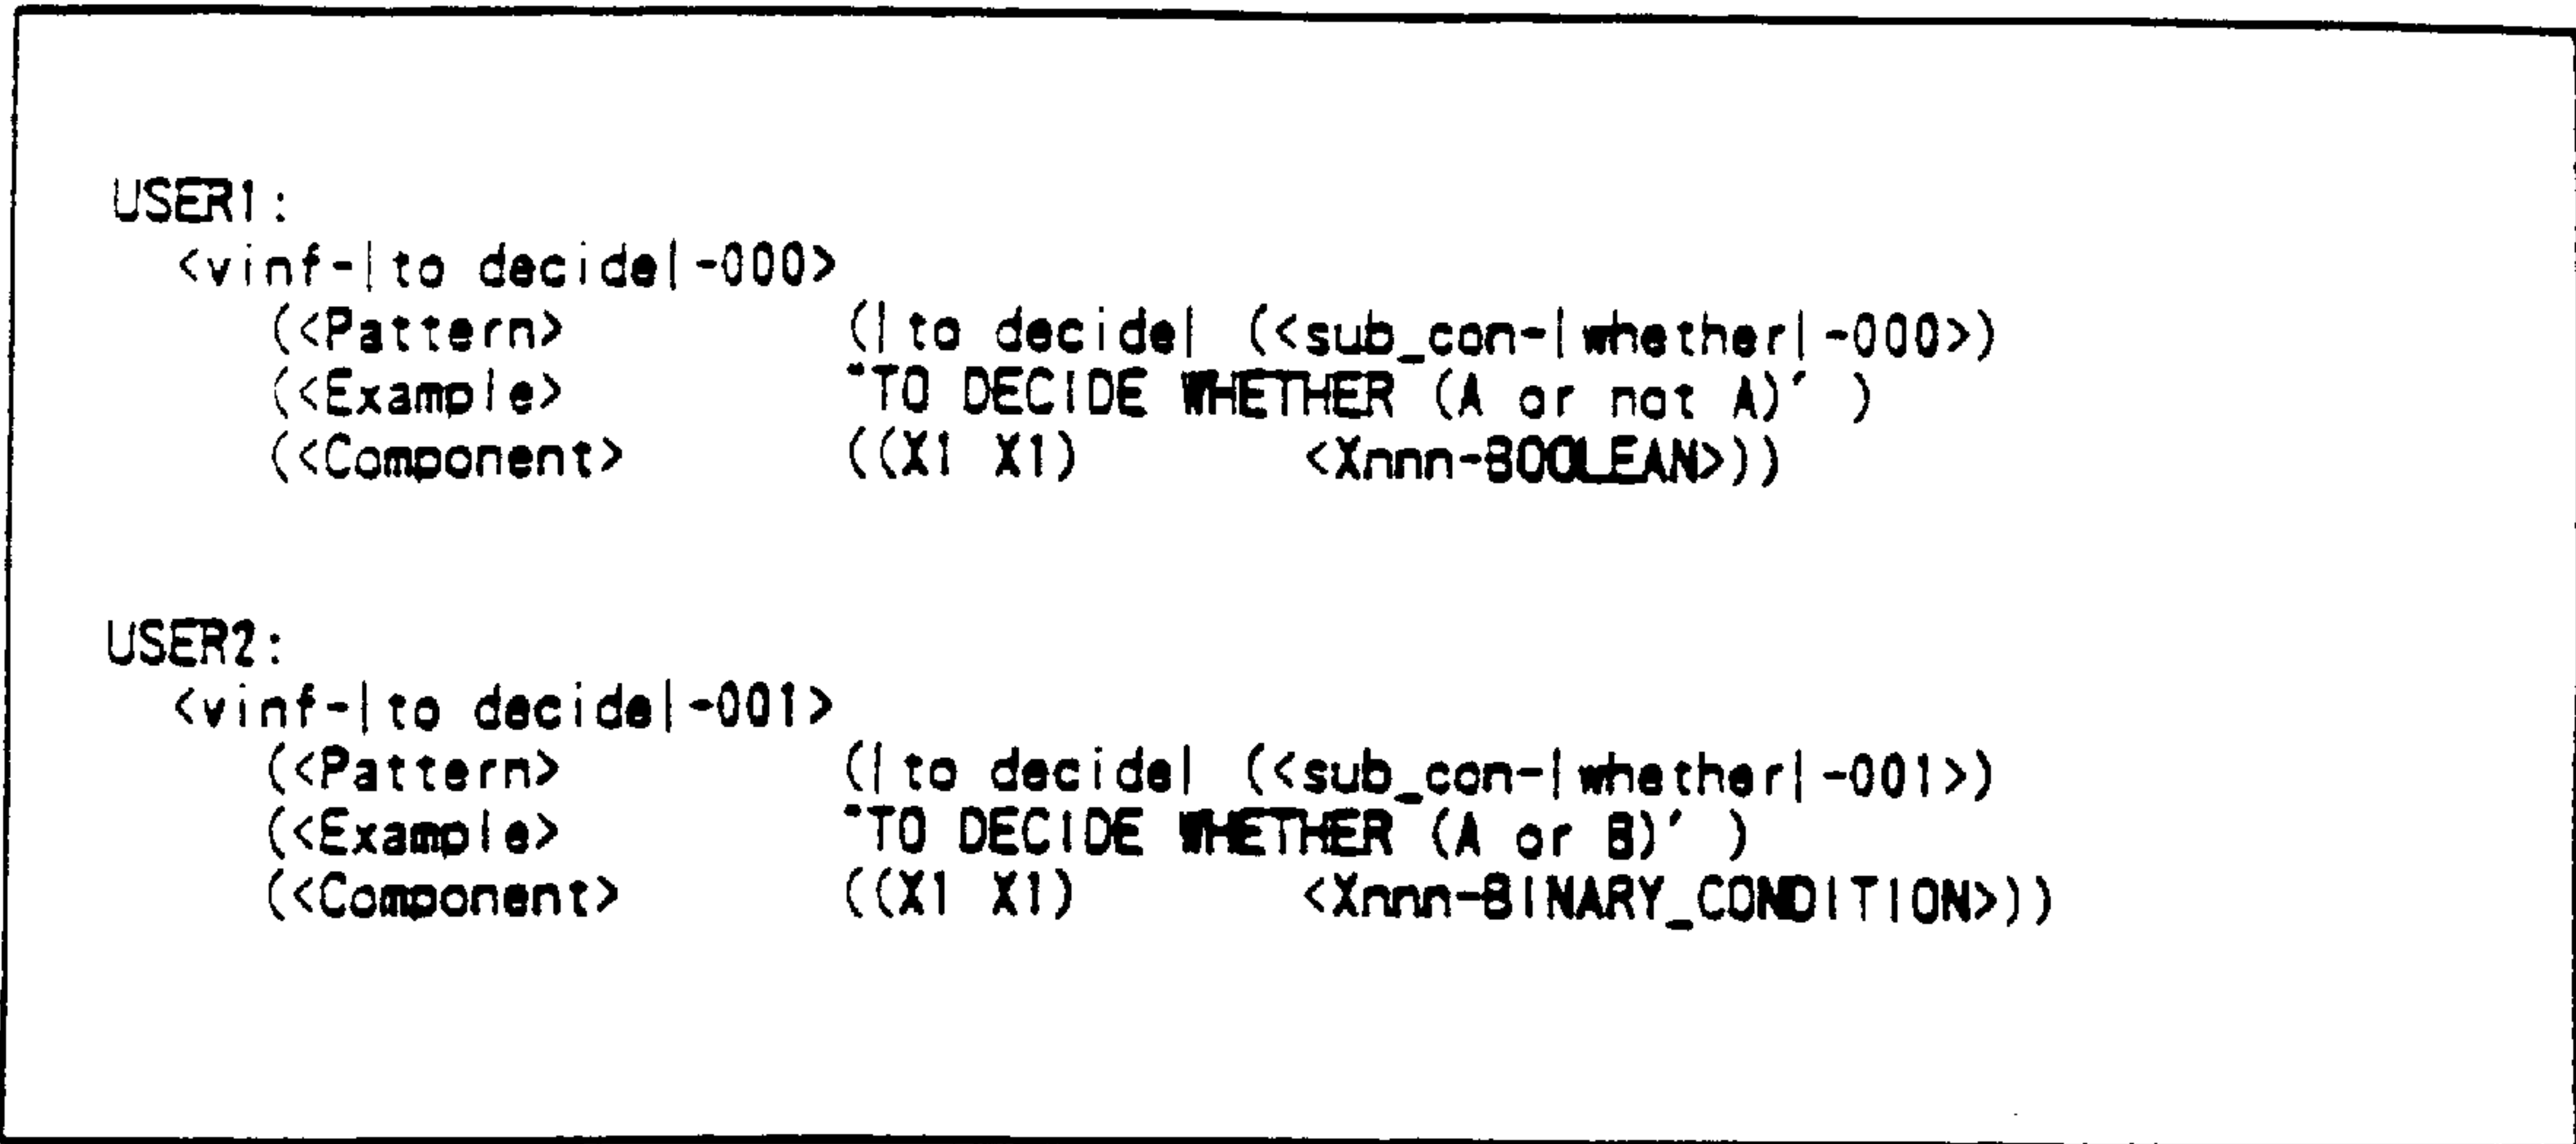 USER1:
<vinf-|to decide|-000>
(<Pattern> (|to decide| (<sub_con-|whether|-000>)
(<Example> "TO DECIDE WHETHER (A or not A)' )
(<Component> ((X1 X1) <Xnnn-BOOLEAN>))
USER2:
<vinf-|to decide|-001>
(<Pattern> (|to decide| (<sub_con-|whether|-001>)
(<Example> "TO DECIDE WHETHER (A or B)' )
(<Component> ((X1 X1) <Xnnn-BINARY_CONDITION>))